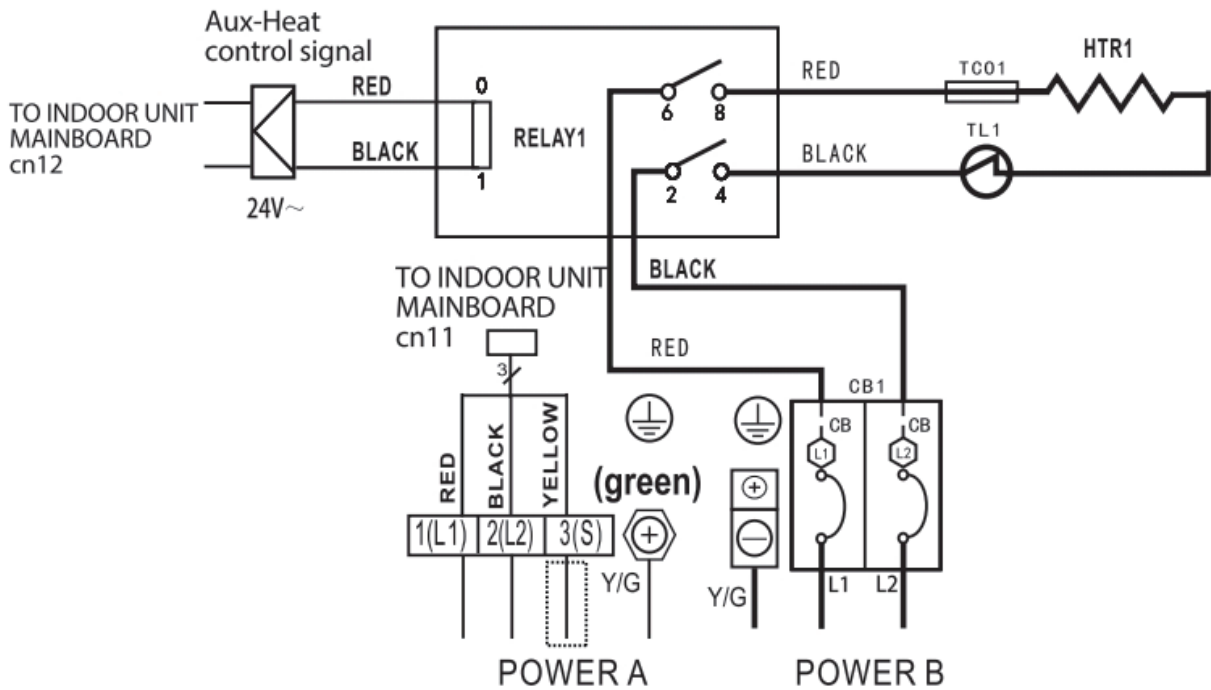 Aux-Heat
control signal
TO INDOOR UNIT
MAINBOARD
cn12
RED
BLACK
24V～
0
1
RELAY1
6
8
2
4
RED
BLACK
TCO1
HTR1
TL1
BLACK
RED
TO INDOOR UNIT
MAINBOARD
cn11
3
RED
BLACK
YELLOW
(green)
1(L1)
2(L2)
3(S)
Y/G
Y/G
CB1
CB
CB
L1
L2
L1
L2
POWER A
POWER B